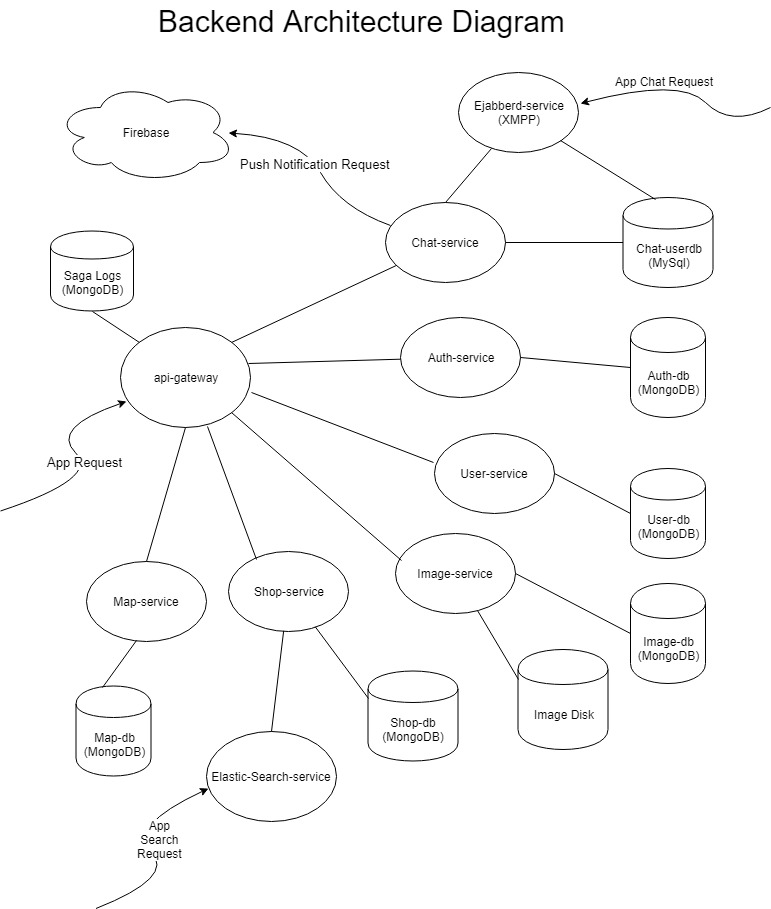 Backend Architecture Diagram
App Chat Request
Ejabberd-service
(XMPP)
Firebase
Push Notification Request
Chat-service
Chat-userdb
(MySql)
Saga Logs
(MongoDB)
api-gateway
Auth-service
Auth-db
(MongoDB)
App Request
User-service
User-db
(MongoDB)
Image-service
Map-service
Shop-service
Image-db
(MongoDB)
Image Disk
Shop-db
(MongoDB)
Map-db
(MongoDB)
Elastic-Search-service
App
Search
Request